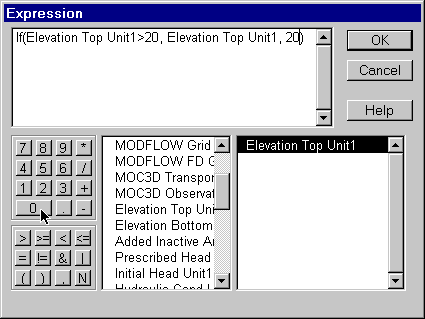 Expression
If(Elevation Top Unit1>20, Elevation Top Unit1, 20)
OK
Cancel
Help
7 8 9 *
4 5 6 /
1 2 3 +
0 . -
> >= < <=
= != & |
( ) , N
MODFLOW Grid
MODFLOW FD G
MOC3D Transpor
MOC3D Observat
Elevation Top Uni
Elevation Bottom
Added Inactive Ar
Prescribed Head
Initial Head Unit1
Elevation Top Unit1